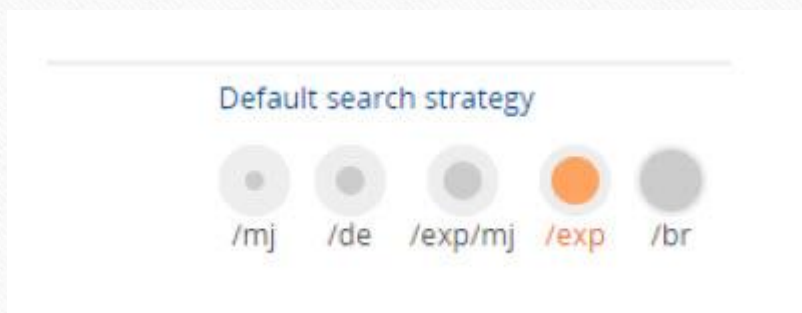 Default search strategy
/mj /de /exp/mj /exp /br